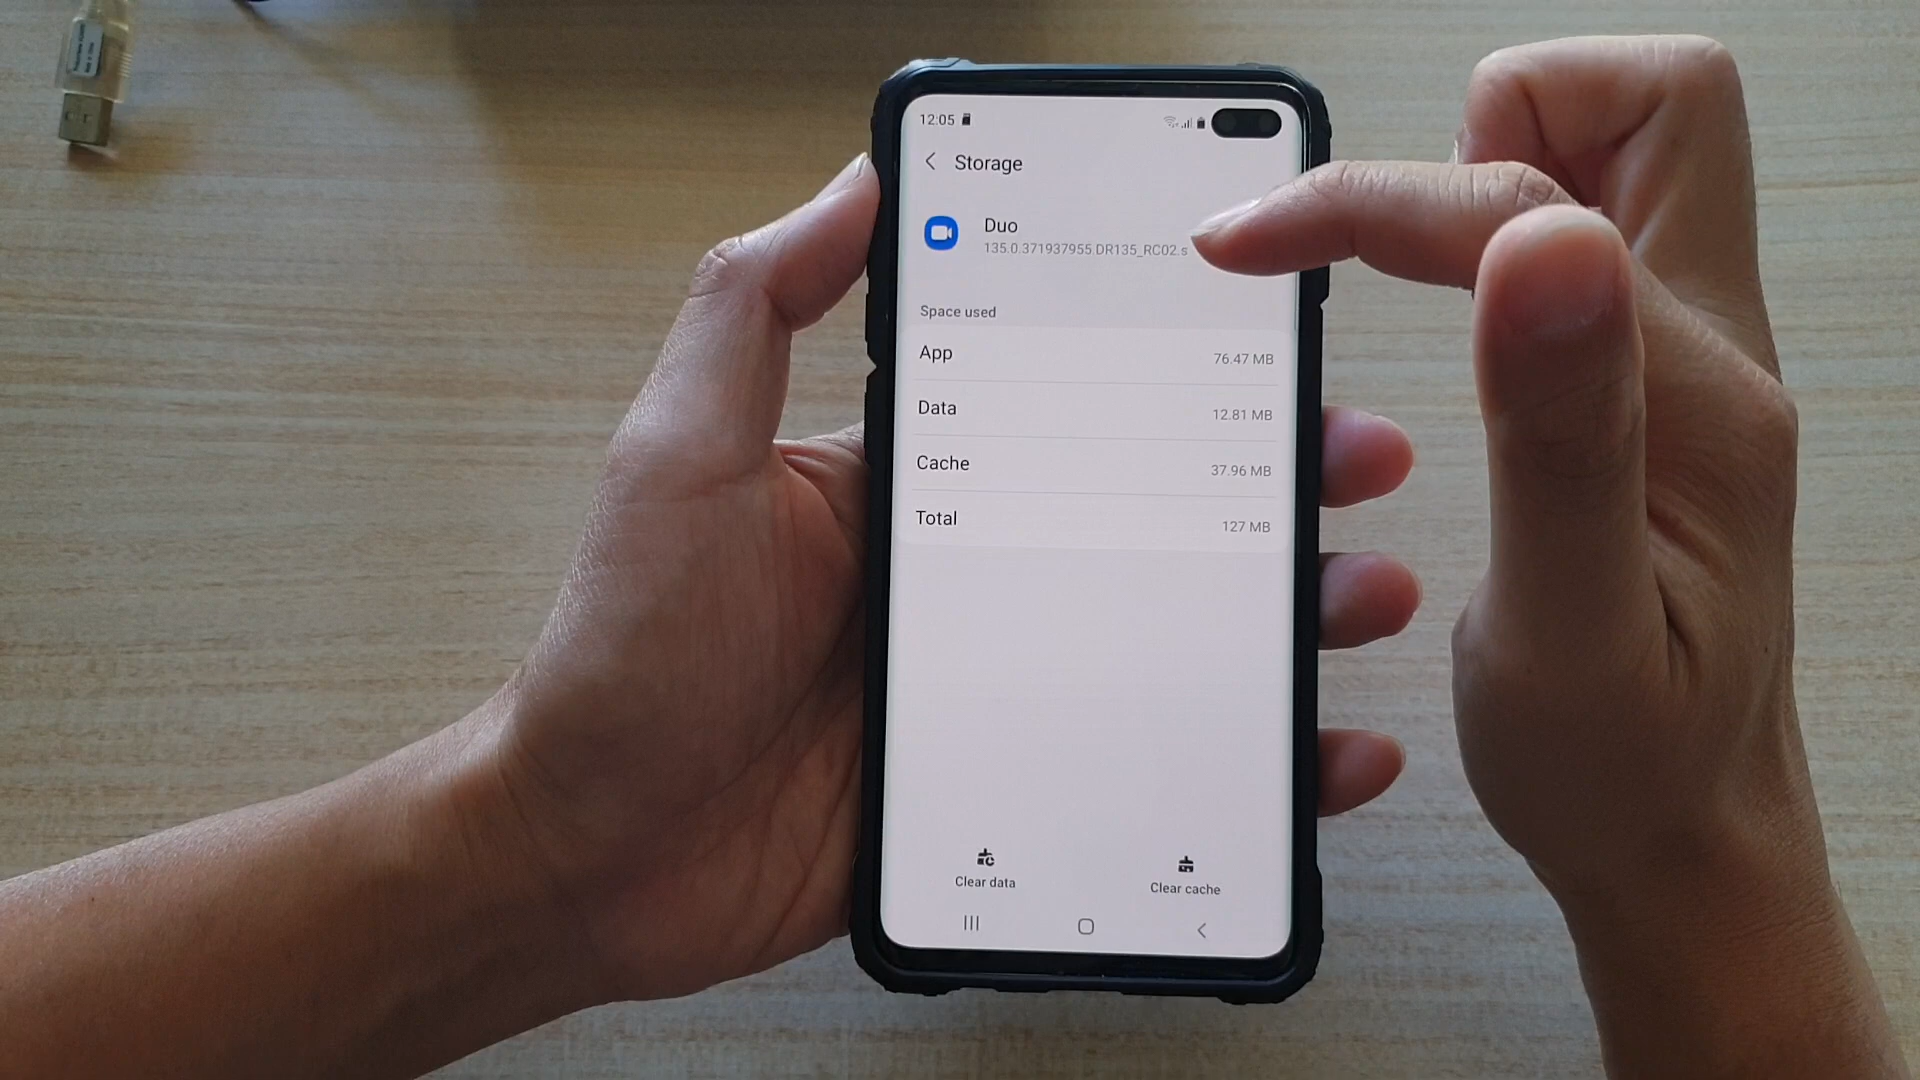 12:05
Storage
Duo
135.0.371937955.DR135_RC02.s
Space used
App 76.47 MB
Data 12.81 MB
Cache 37.96 MB
Total 127 MB
Clear data Clear cache